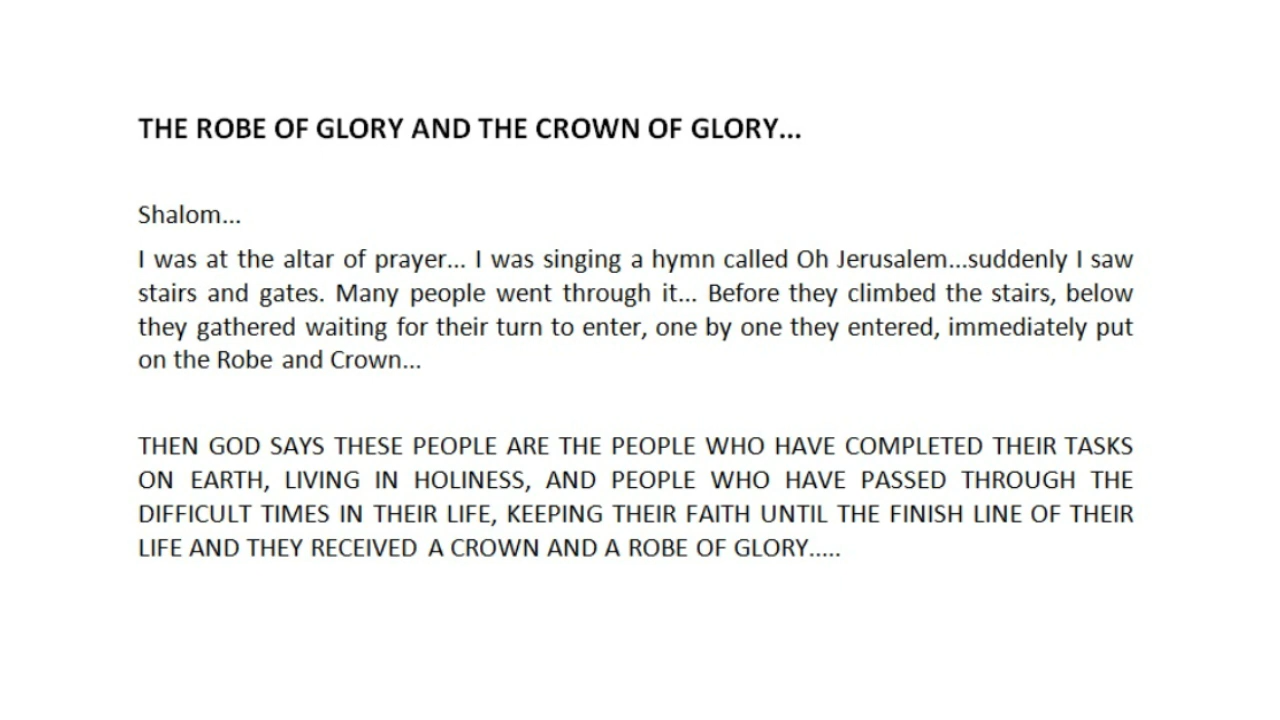 THE ROBE OF GLORY AND THE CROWN OF GLORY...
Shalom...
I was at the altar of prayer... I was singing a hymn called Oh Jerusalem...suddenly I saw
stairs and gates. Many people went through it... Before they climbed the stairs, below
they gathered waiting for their turn to enter, one by one they entered, immediately put
on the Robe and Crown...
THEN GOD SAYS THESE PEOPLE ARE THE PEOPLE WHO HAVE COMPLETED THEIR TASKS
ON EARTH, LIVING IN HOLINESS, AND PEOPLE WHO HAVE PASSED THROUGH THE
DIFFICULT TIMES IN THEIR LIFE, KEEPING THEIR FAITH UNTIL THE FINISH LINE OF THEIR
LIFE AND THEY RECEIVED A CROWN AND A ROBE OF GLORY.....